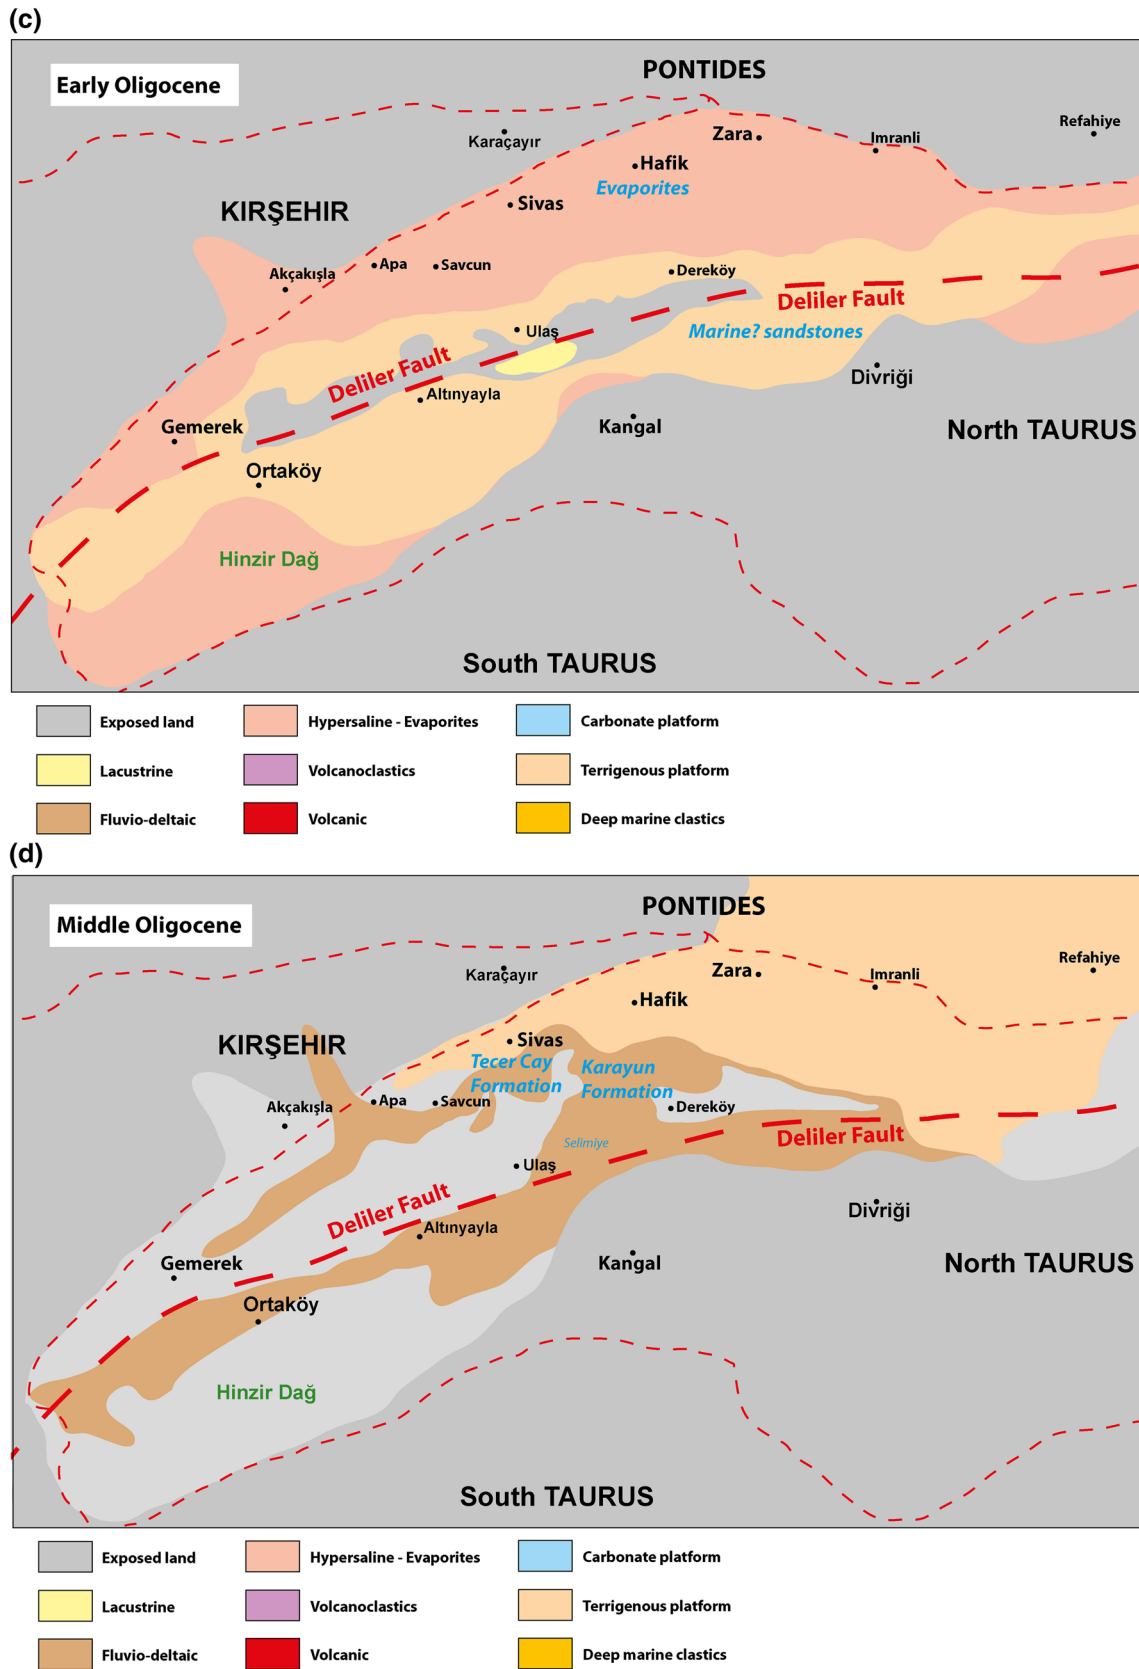 (c)
Early Oligocene
PONTIDES
Refahiye
Karaçayır
Zara
Imranli
Hafik
Evaporites
Sivas
KIRŞEHIR
Akçakışla
Apa
Savcun
Dereköy
Deliler Fault
Ulaş
Marine? sandstones
Deliler Fault
Altınyayla
Divriği
Gemerek
Kangal
North TAURUS
Ortaköy
Hinzir Dağ
South TAURUS
Exposed land
Hypersaline - Evaporites
Carbonate platform
Lacustrine
Volcanoclastics
Terrigenous platform
Fluvio-deltaic
Volcanic
Deep marine clastics
(d)
Middle Oligocene
PONTIDES
Refahiye
Karaçayır
Zara
Imranli
Hafik
KIRŞEHIR
Sivas
Tecer Cay
Formation
Karayun
Formation
Akçakışla
Apa
Savcun
Dereköy
Deliler Fault
Selimiye
Ulaş
Deliler Fault
Altınyayla
Divriği
Gemerek
Kangal
North TAURUS
Ortaköy
Hinzir Dağ
South TAURUS
Exposed land
Hypersaline - Evaporites
Carbonate platform
Lacustrine
Volcanoclastics
Terrigenous platform
Fluvio-deltaic
Volcanic
Deep marine clastics